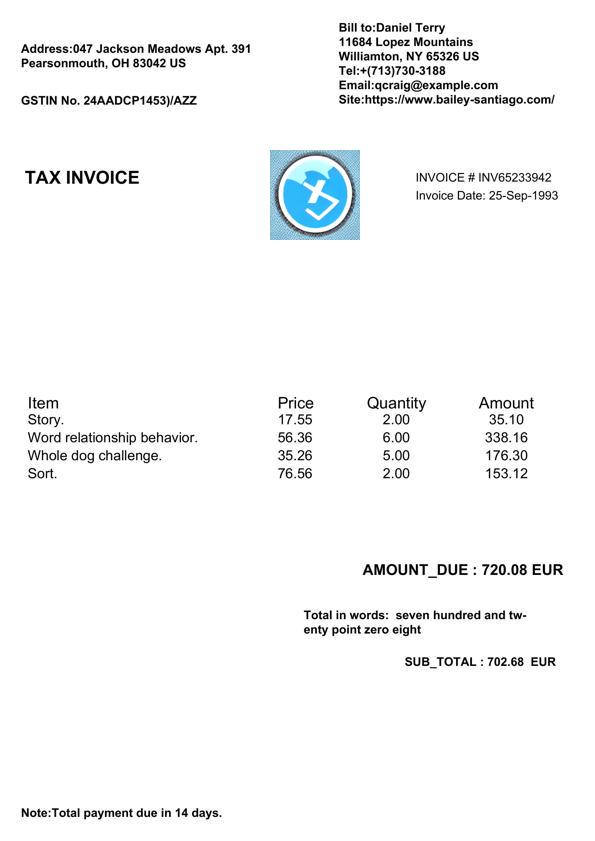 Address:047 Jackson Meadows Apt. 391
Pearsonmouth, OH 83042 US
GSTIN No. 24AADCP1453)/AZZ
Bill to:Daniel Terry
11684 Lopez Mountains
Williamton, NY 65326 US
Tel:+(713)730-3188
Email:qcraig@example.com
Site:https://www.bailey-santiago.com/
TAX INVOICE
INVOICE # INV65233942
Invoice Date: 25-Sep-1993
Item Price Quantity Amount
Story. 17.55 2.00 35.10
Word relationship behavior. 56.36 6.00 338.16
Whole dog challenge. 35.26 5.00 176.30
Sort. 76.56 2.00 153.12
AMOUNT_DUE : 720.08 EUR
Total in words:  seven hundred and tw-
enty point zero eight
SUB_TOTAL : 702.68  EUR
Note:Total payment due in 14 days.